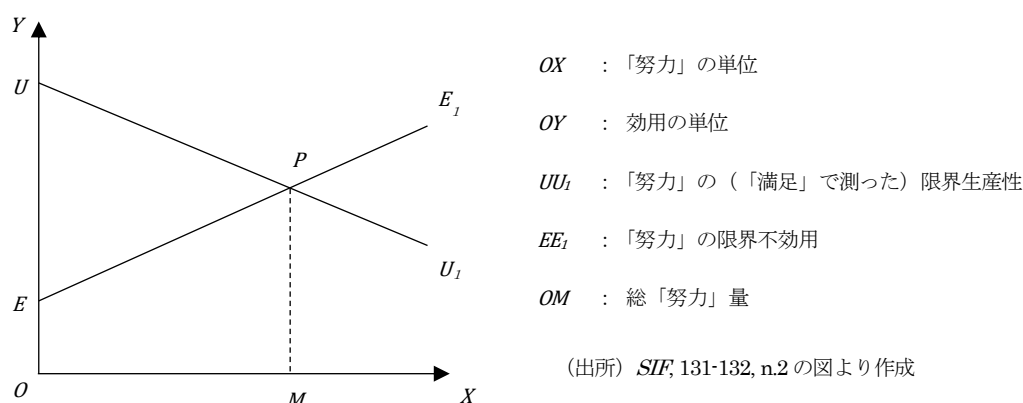 Y
U
E₁
P
U₁
E
O
M
X
OX : 「努力」の単位
OY : 効用の単位
UU₁ : 「努力」の(「満足」で測った)限界生産性
EE₁ : 「努力」の限界不効用
OM : 総「努力」量
(出所)SIF, 131-132, n.2 の図より作成